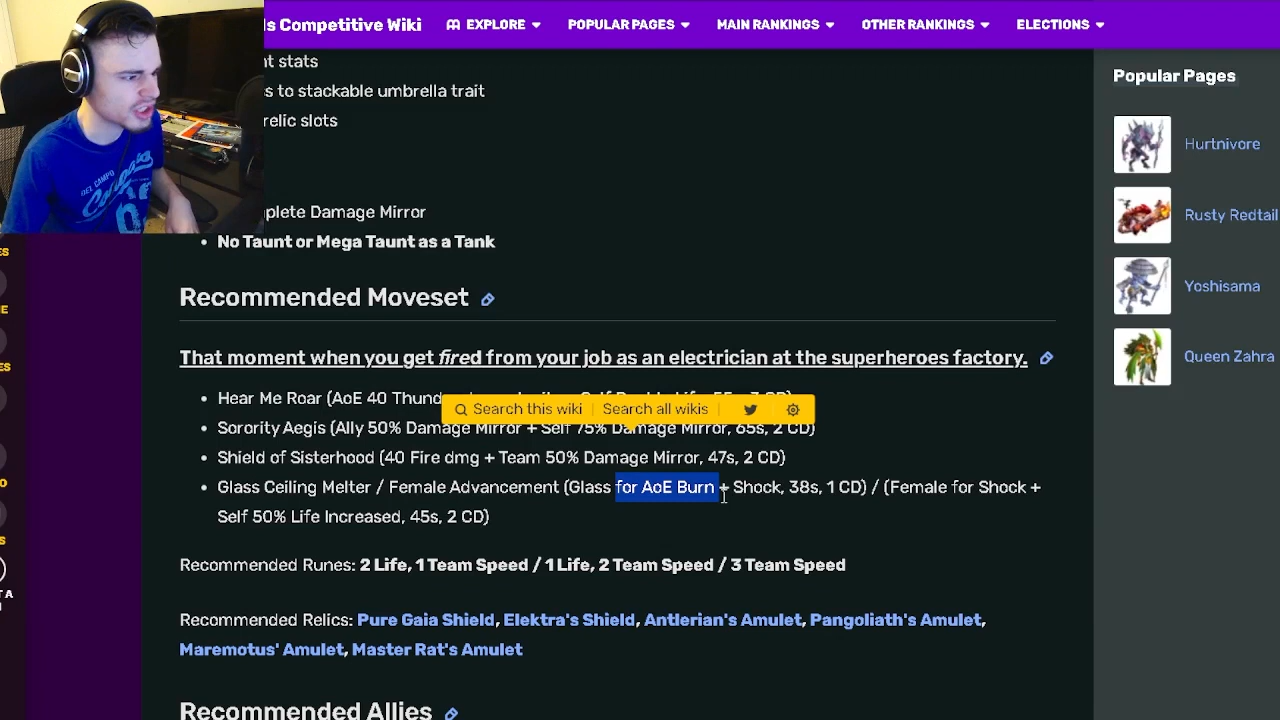 ls Competitive Wiki
EXPLORE
POPULAR PAGES
MAIN RANKINGS
OTHER RANKINGS
ELECTIONS
nt stats
s to stackable umbrella trait
relic slots
plete Damage Mirror
• No Taunt or Mega Taunt as a Tank
Recommended Moveset
That moment when you get fired from your job as an electrician at the superheroes factory.
• Hear Me Roar (AoE 40 Thund
Search this wiki
Search all wikis
• Sorority Aegis (Ally 50% Damage Mirror + Self 75% Damage Mirror, 65s, 2 CD)
• Shield of Sisterhood (40 Fire dmg + Team 50% Damage Mirror, 47s, 2 CD)
• Glass Ceiling Melter / Female Advancement (Glass for AoE Burn + Shock, 38s, 1 CD) / (Female for Shock +
Self 50% Life Increased, 45s, 2 CD)
Recommended Runes: 2 Life, 1 Team Speed / 1 Life, 2 Team Speed / 3 Team Speed
Recommended Relics: Pure Gaia Shield, Elektra's Shield, Antlerian's Amulet, Pangoliath's Amulet,
Maremotus' Amulet, Master Rat's Amulet
Recommended Allies
Popular Pages
Hurtnivore
Rusty Redtail
Yoshisama
Queen Zahra
DEL CAMPO